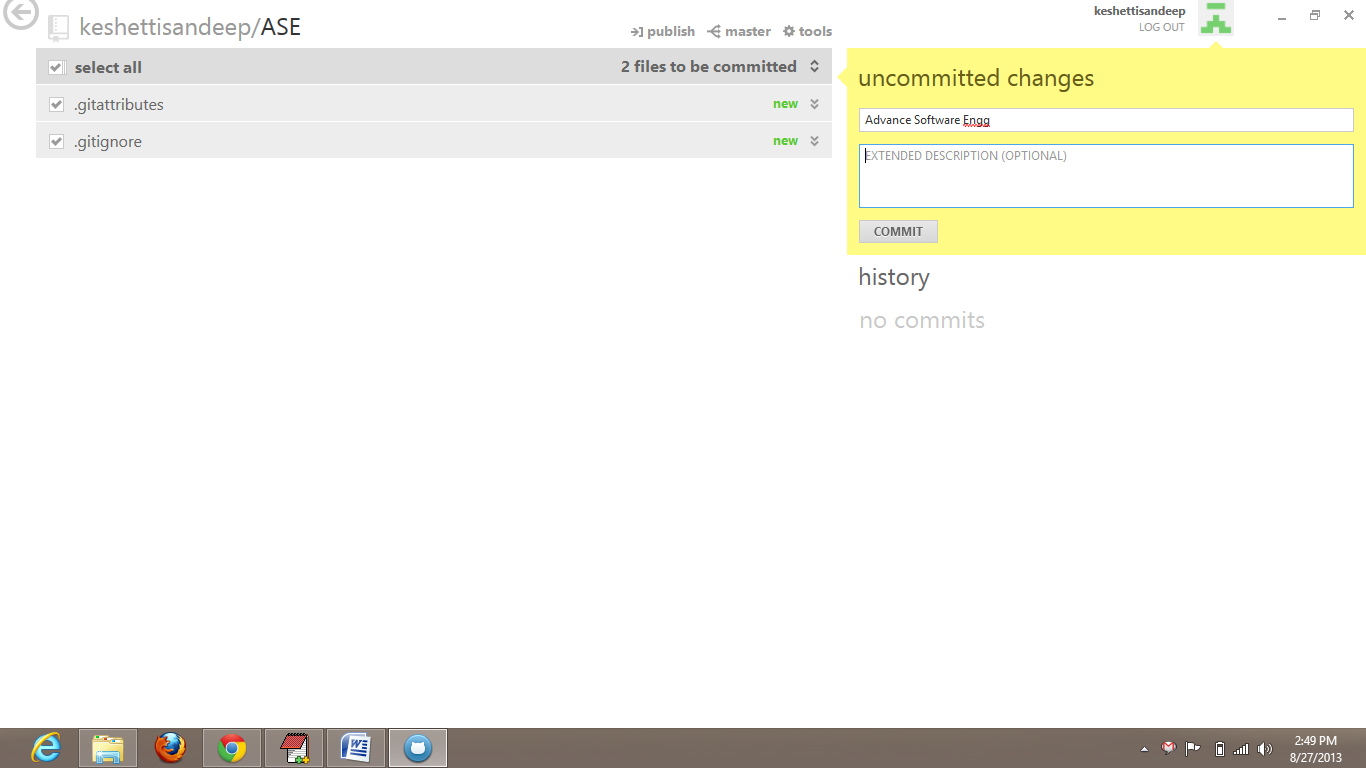 keshettisandeep/ASE
publish master tools
select all 2 files to be committed
.gitattributes new
.gitignore new
keshettisandeep
LOG OUT
uncommitted changes
Advance Software Engg
EXTENDED DESCRIPTION (OPTIONAL)
COMMIT
history
no commits
2:49 PM
8/27/2013